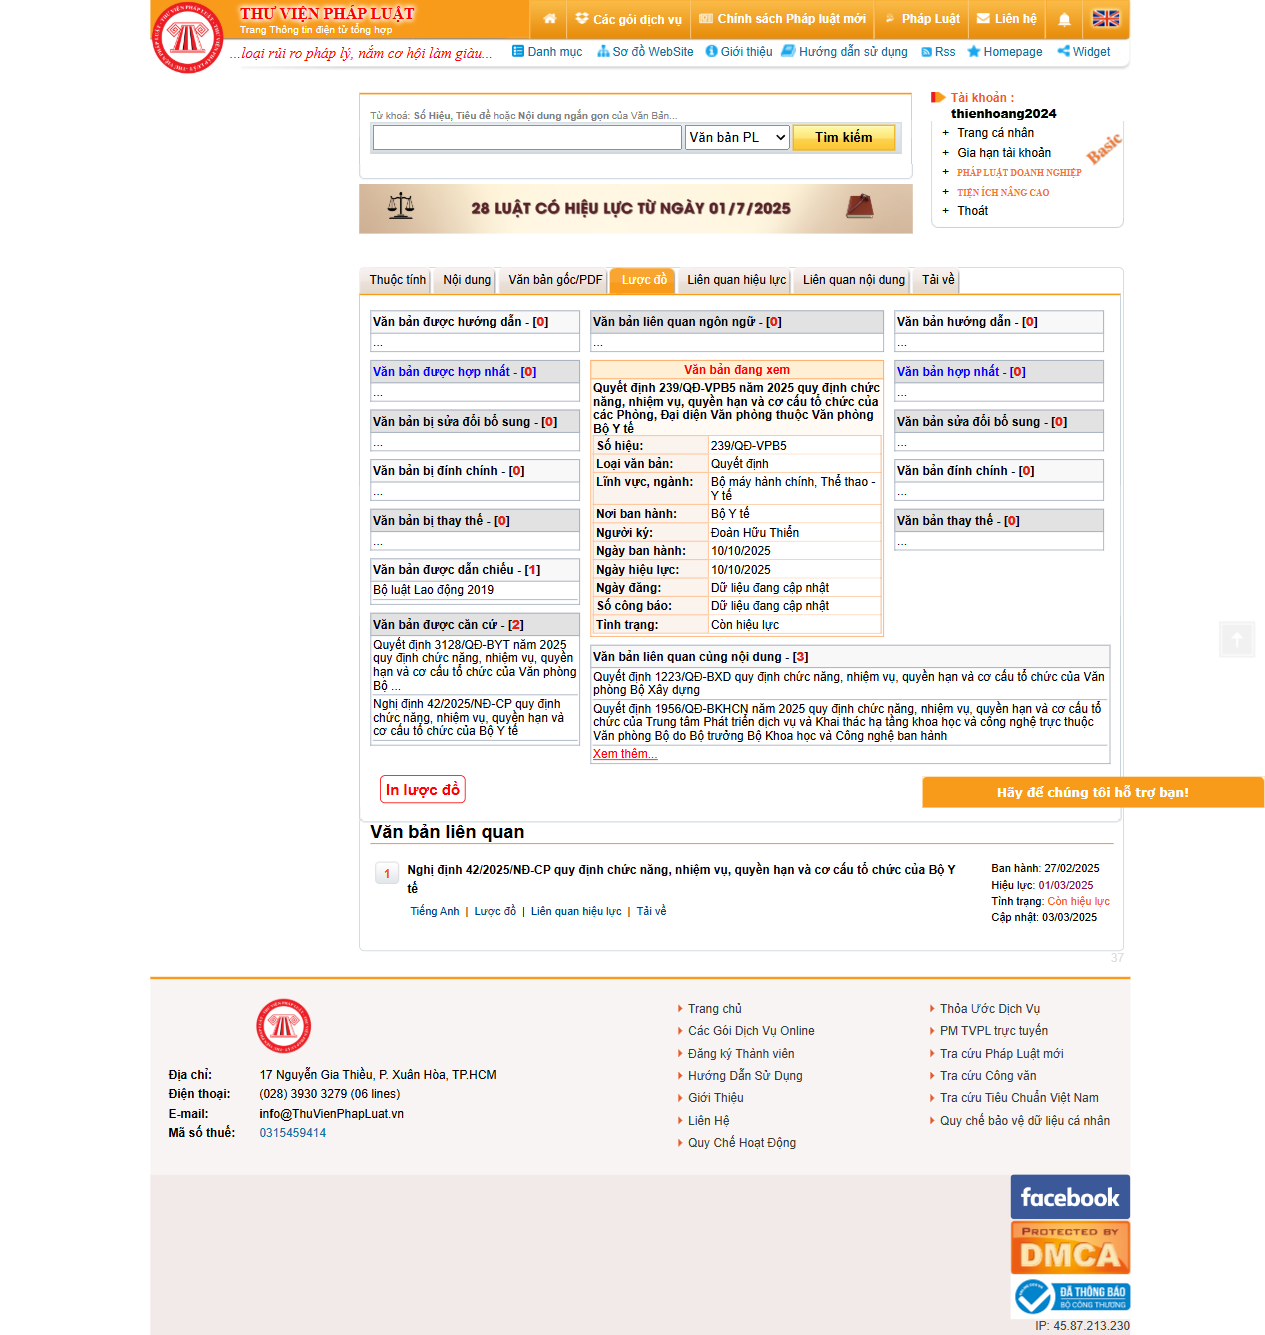 THƯ VIỆN PHÁP LUẬT
Trang Thông tin điện tử tổng hợp
...loại rủi ro pháp lý, nắm cơ hội làm giàu...
Các gói dịch vụ
Chính sách Pháp luật mới
Pháp Luật
Liên hệ
Danh mục
Sơ đồ WebSite
Giới thiệu
Hướng dẫn sử dụng
Rss
Homepage
Widget
Từ khoá: Số Hiệu, Tiêu đề hoặc Nội dung ngắn gọn của Văn Bản...
Văn bản PL
Tìm kiếm
28 LUẬT CÓ HIỆU LỰC TỪ NGÀY 01/7/2025
Tài khoản :
thienhoang2024
+ Trang cá nhân
+ Gia hạn tài khoản
+ PHÁP LUẬT DOANH NGHIỆP
+ TIỆN ÍCH NÂNG CAO
+ Thoát
Basic
Thuộc tính
Nội dung
Văn bản gốc/PDF
Lược đồ
Liên quan hiệu lực
Liên quan nội dung
Tải về
Văn bản được hướng dẫn - [0]
...
Văn bản được hợp nhất - [0]
...
Văn bản bị sửa đổi bổ sung - [0]
...
Văn bản bị đính chính - [0]
...
Văn bản bị thay thế - [0]
...
Văn bản được dẫn chiếu - [1]
Bộ luật Lao động 2019
Văn bản được căn cứ - [2]
Quyết định 3128/QĐ-BYT năm 2025
quy định chức năng, nhiệm vụ, quyền
hạn và cơ cấu tổ chức của Văn phòng
Bộ ...
Nghị định 42/2025/NĐ-CP quy định
chức năng, nhiệm vụ, quyền hạn và
cơ cấu tổ chức của Bộ Y tế
Văn bản liên quan ngôn ngữ - [0]
...
Văn bản đang xem
Quyết định 239/QĐ-VPB5 năm 2025 quy định chức
năng, nhiệm vụ, quyền hạn và cơ cấu tổ chức của
các Phòng, Đại diện Văn phòng thuộc Văn phòng
Bộ Y tế
Số hiệu: 239/QĐ-VPB5
Loại văn bản: Quyết định
Lĩnh vực, ngành: Bộ máy hành chính, Thể thao -
Y tế
Nơi ban hành: Bộ Y tế
Người ký: Đoàn Hữu Thiển
Ngày ban hành: 10/10/2025
Ngày hiệu lực: 10/10/2025
Ngày đăng: Dữ liệu đang cập nhật
Số công báo: Dữ liệu đang cập nhật
Tình trạng: Còn hiệu lực
Văn bản hướng dẫn - [0]
...
Văn bản hợp nhất - [0]
...
Văn bản sửa đổi bổ sung - [0]
...
Văn bản đính chính - [0]
...
Văn bản thay thế - [0]
...
Văn bản liên quan cùng nội dung - [3]
Quyết định 1223/QĐ-BXD quy định chức năng, nhiệm vụ, quyền hạn và cơ cấu tổ chức của Văn
phòng Bộ Xây dựng
Quyết định 1956/QĐ-BKHCN năm 2025 quy định chức năng, nhiệm vụ, quyền hạn và cơ cấu tổ
chức của Trung tâm Phát triển dịch vụ và Khai thác hạ tầng khoa học và công nghệ trực thuộc
Văn phòng Bộ do Bộ trưởng Bộ Khoa học và Công nghệ ban hành
Xem thêm...
In lược đồ
Hãy để chúng tôi hỗ trợ bạn!
Văn bản liên quan
1
Nghị định 42/2025/NĐ-CP quy định chức năng, nhiệm vụ, quyền hạn và cơ cấu tổ chức của Bộ Y
tế
Tiếng Anh | Lược đồ | Liên quan hiệu lực | Tải về
Ban hành: 27/02/2025
Hiệu lực: 01/03/2025
Tình trạng: Còn hiệu lực
Cập nhật: 03/03/2025
37
Địa chỉ: 17 Nguyễn Gia Thiều, P. Xuân Hòa, TP.HCM
Điện thoại: (028) 3930 3279 (06 lines)
E-mail: info@ThuVienPhapLuat.vn
Mã số thuế: 0315459414
Trang chủ
Các Gói Dịch Vụ Online
Đăng ký Thành viên
Hướng Dẫn Sử Dụng
Giới Thiệu
Liên Hệ
Quy Chế Hoạt Động
Thỏa Ước Dịch Vụ
PM TVPL trực tuyến
Tra cứu Pháp Luật mới
Tra cứu Công văn
Tra cứu Tiêu Chuẩn Việt Nam
Quy chế bảo vệ dữ liệu cá nhân
facebook
PROTECTED BY
DMCA
ĐÃ THÔNG BÁO
BỘ CÔNG THƯƠNG
IP: 45.87.213.230